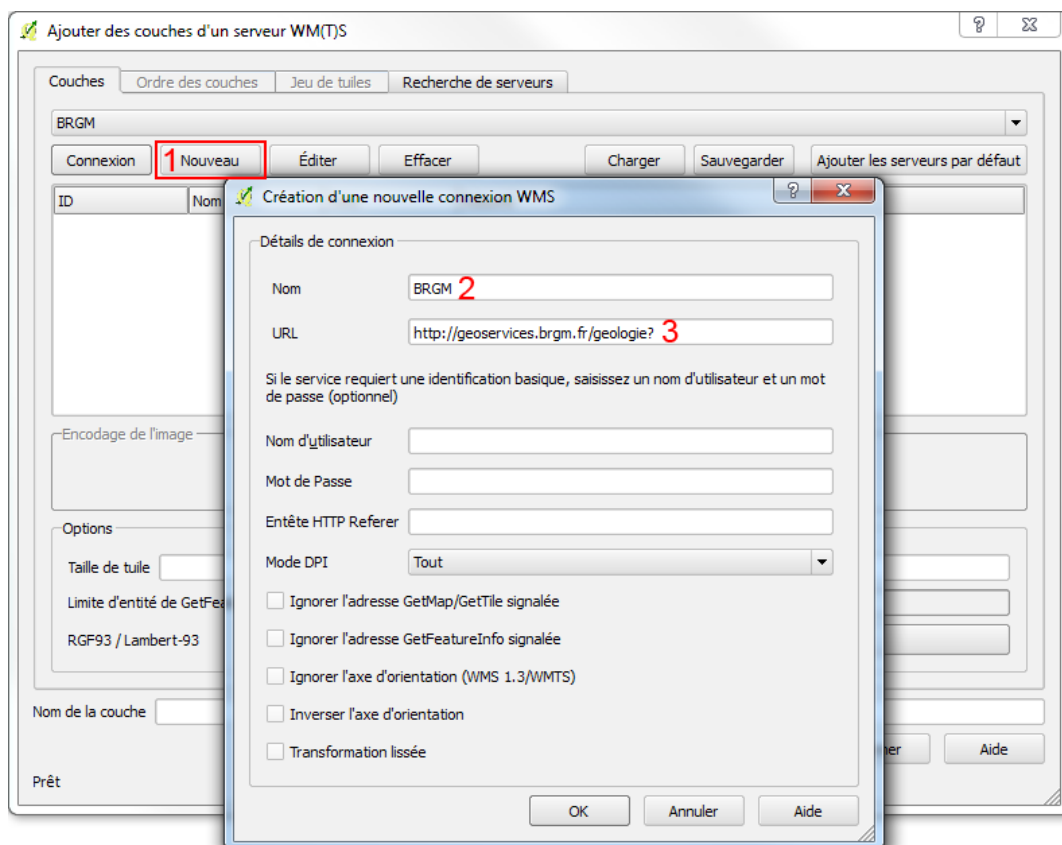 Ajouter des couches d'un serveur WM(T)S
Couches Ordre des couches Jeu de tuiles Recherche de serveurs
BRGM
Connexion 1 Nouveau Éditer Effacer Charger Sauvegarder Ajouter les serveurs par défaut
ID Nom
Création d'une nouvelle connexion WMS
Détails de connexion
Nom BRGM 2
URL http://geoservices.brgm.fr/geologie? 3
Si le service requiert une identification basique, saisissez un nom d'utilisateur et un mot
de passe (optionnel)
Nom d'utilisateur
Mot de Passe
Entête HTTP Referer
Mode DPI Tout
Ignorer l'adresse GetMap/GetTile signalée
Ignorer l'adresse GetFeatureInfo signalée
Ignorer l'axe d'orientation (WMS 1.3/WMTS)
Inverser l'axe d'orientation
Transformation lissée
OK Annuler Aide
Encodage de l'image
Options
Taille de tuile
Limite d'entité de GetFea
RGF93 / Lambert-93
Nom de la couche
her Aide
Prêt